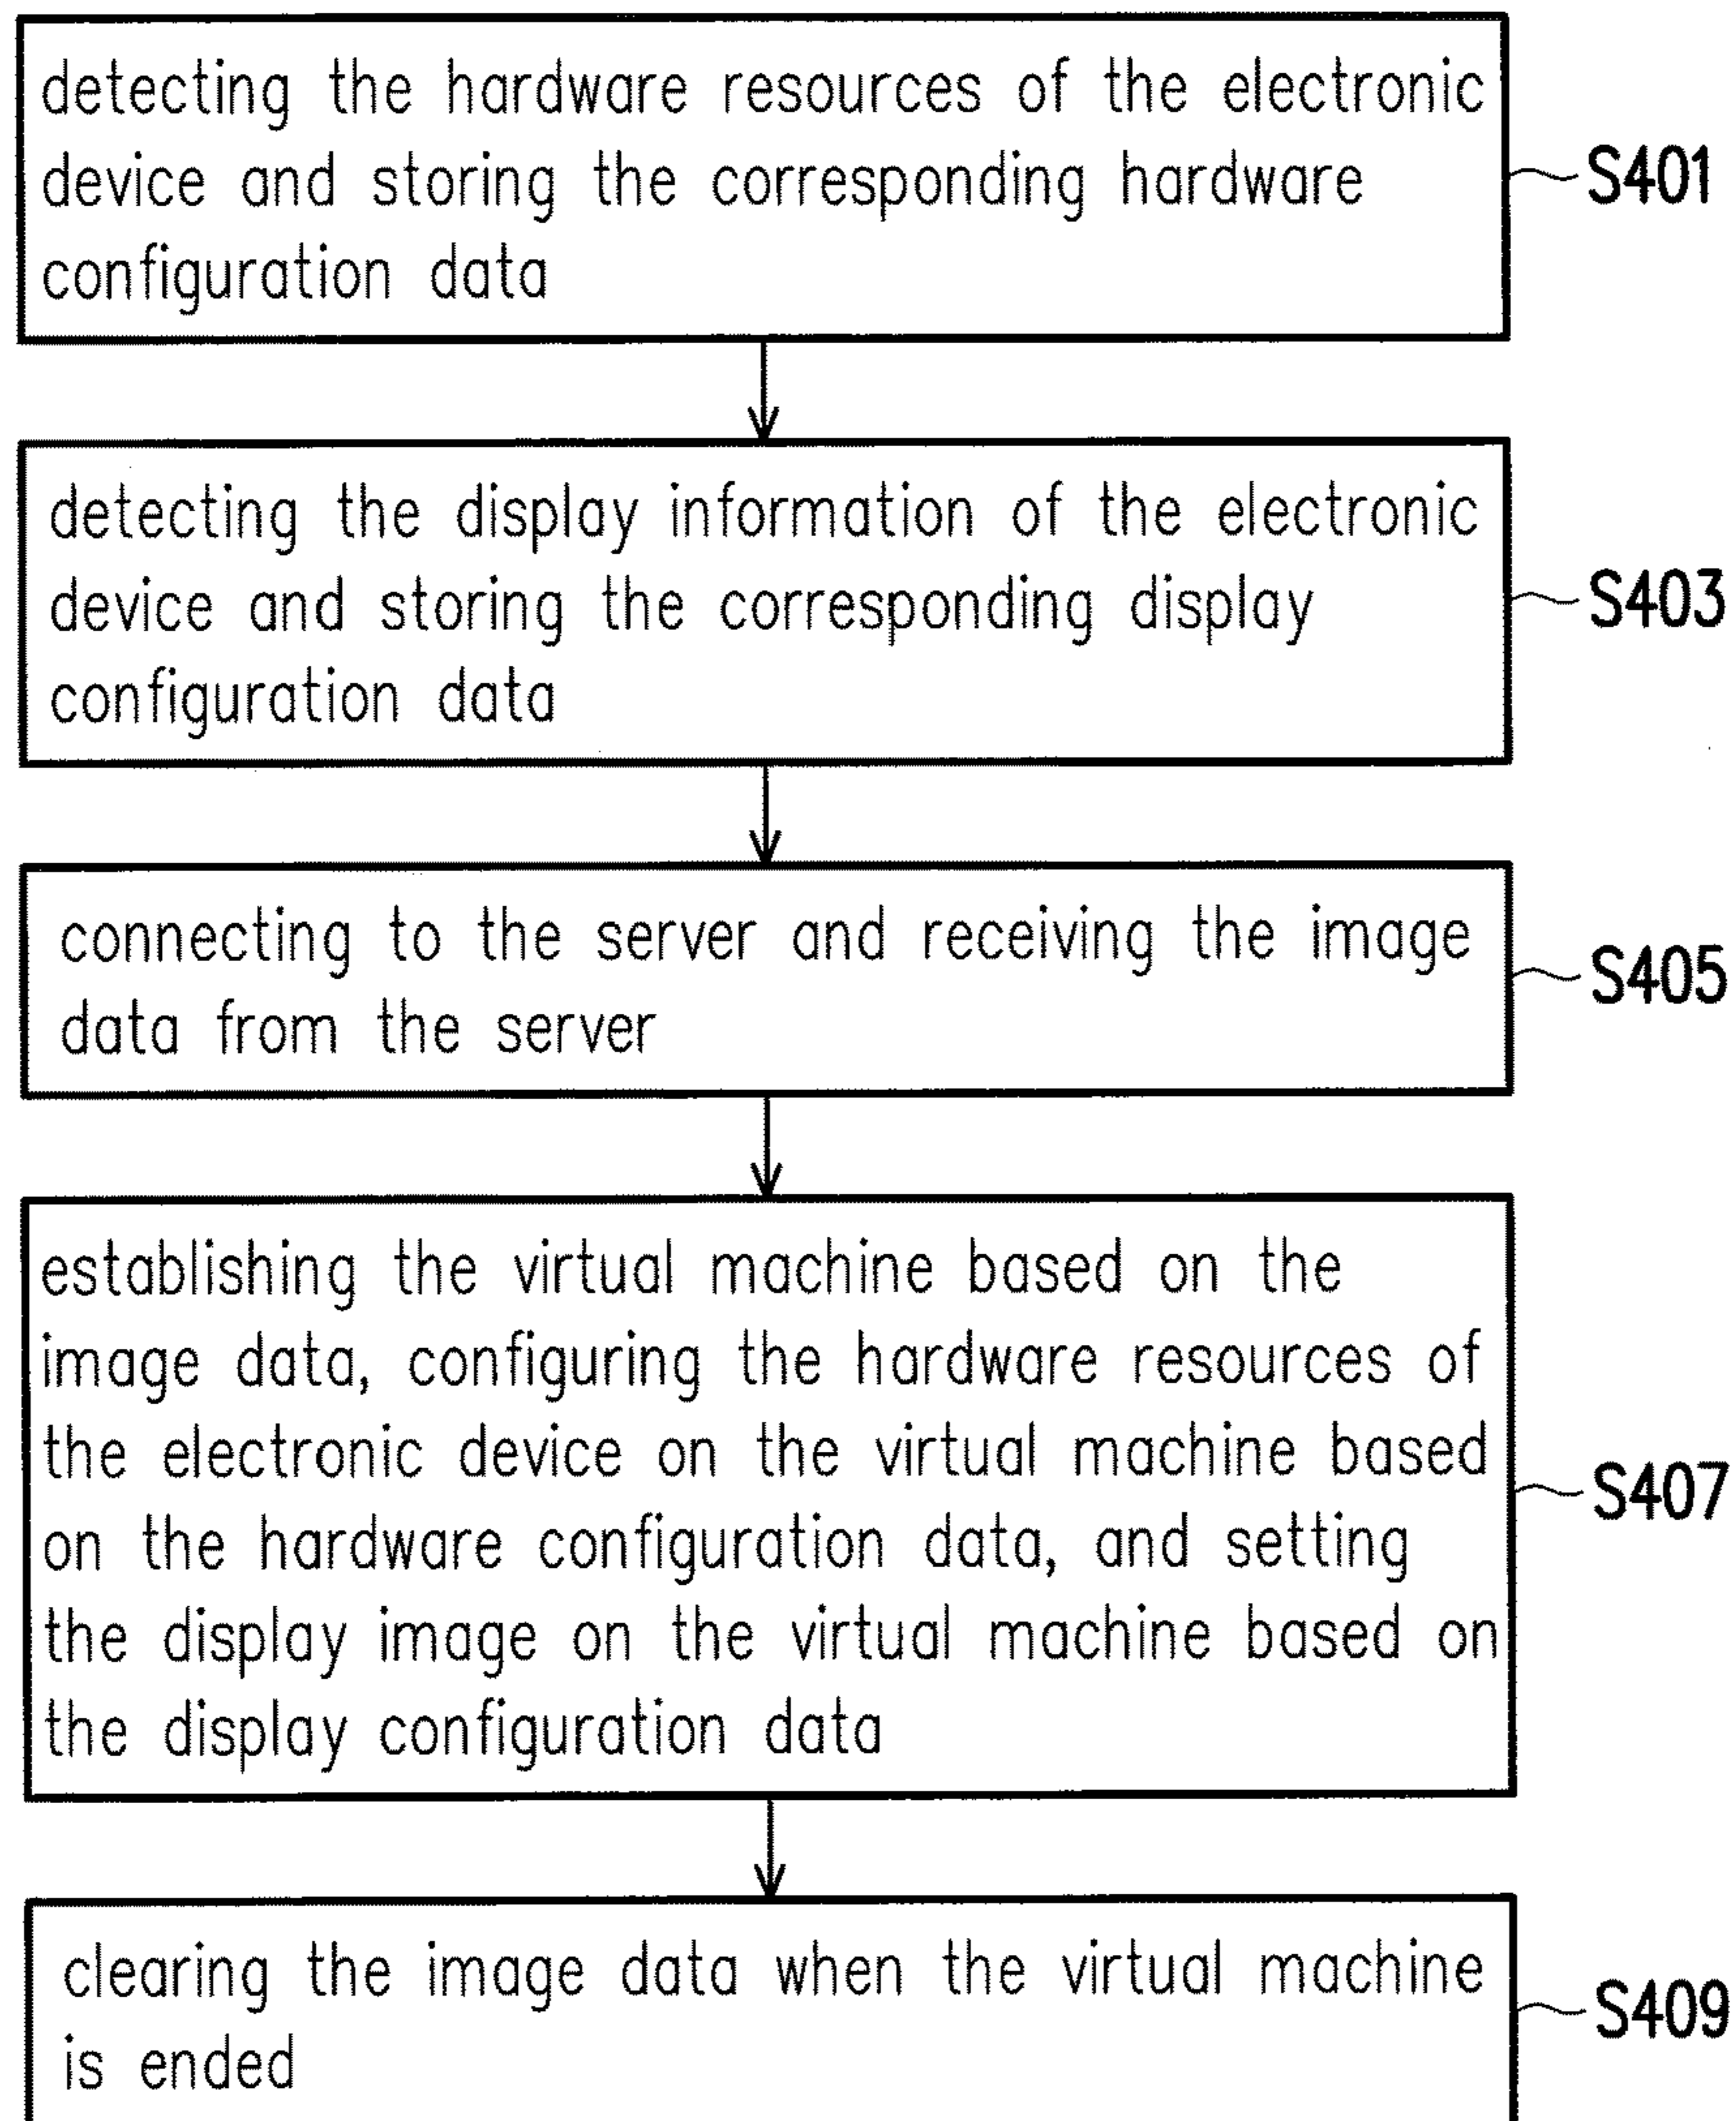 detecting the hardware resources of the electronic
device and storing the corresponding hardware
configuration data
S401
detecting the display information of the electronic
device and storing the corresponding display
configuration data
S403
connecting to the server and receiving the image
data from the server
S405
establishing the virtual machine based on the
image data, configuring the hardware resources of
the electronic device on the virtual machine based
on the hardware configuration data, and setting
the display image on the virtual machine based on
the display configuration data
S407
clearing the image data when the virtual machine
is ended
S409